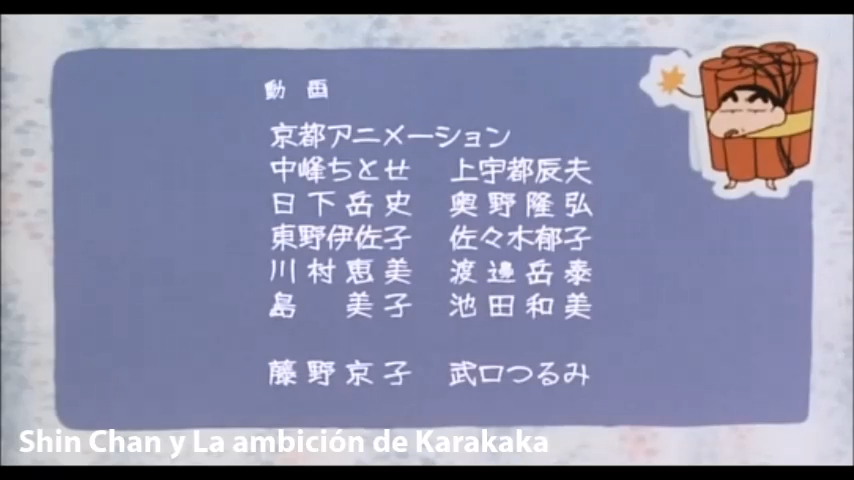 動画
京都アニメーション
中峰ちとせ 上宇都辰夫
日下岳史 奥野隆弘
東野伊佐子 佐々木郁子
川村恵美 渡邊岳泰
島 美子 池田和美
藤野京子 武口つるみ
Shin Chan y La ambición de Karakaka